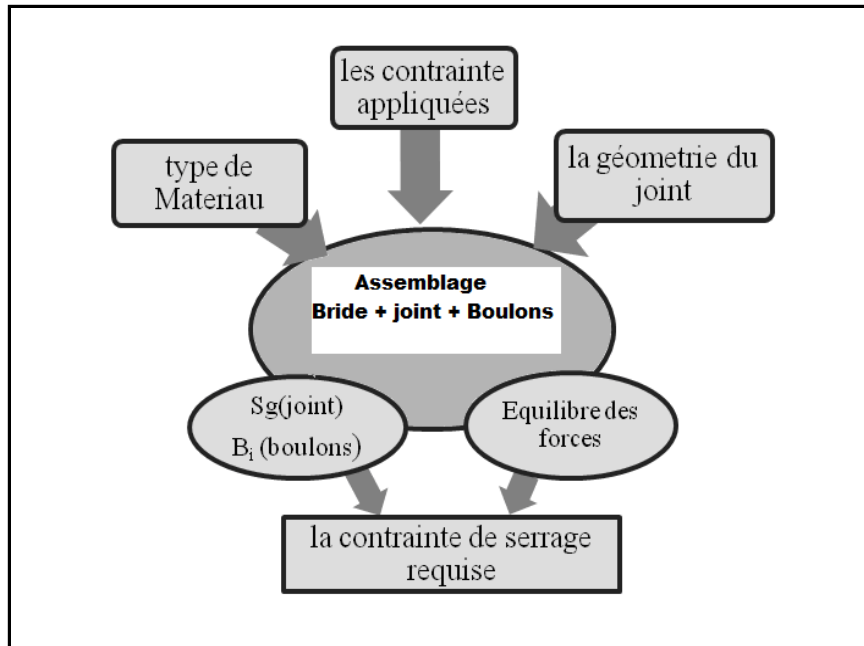 les contrainte
appliquées
type de
Materiau
la géometrie du
joint
Assemblage
Bride + joint + Boulons
Sg(joint)
Bi (boulons)
Equilibre des
forces
la contrainte de serrage
requise